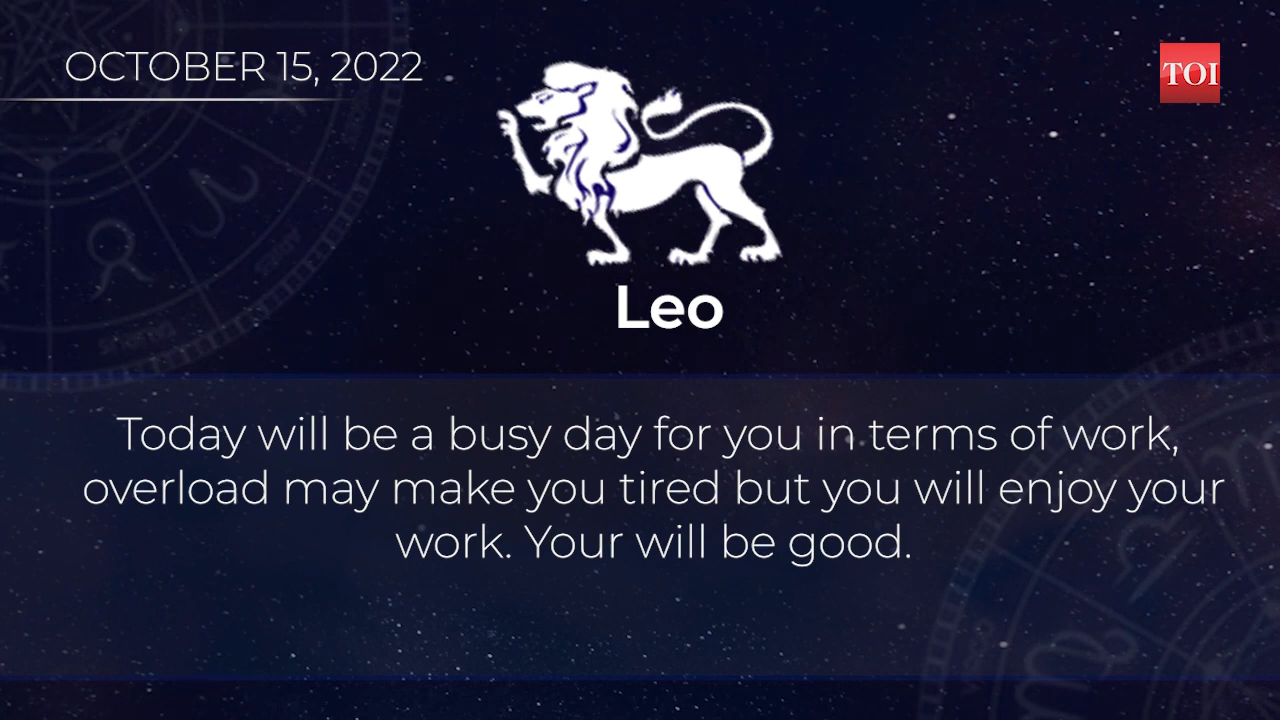 OCTOBER 15, 2022
TOI
Leo
Today will be a busy day for you in terms of work,
overload may make you tired but you will enjoy your
work. Your will be good.